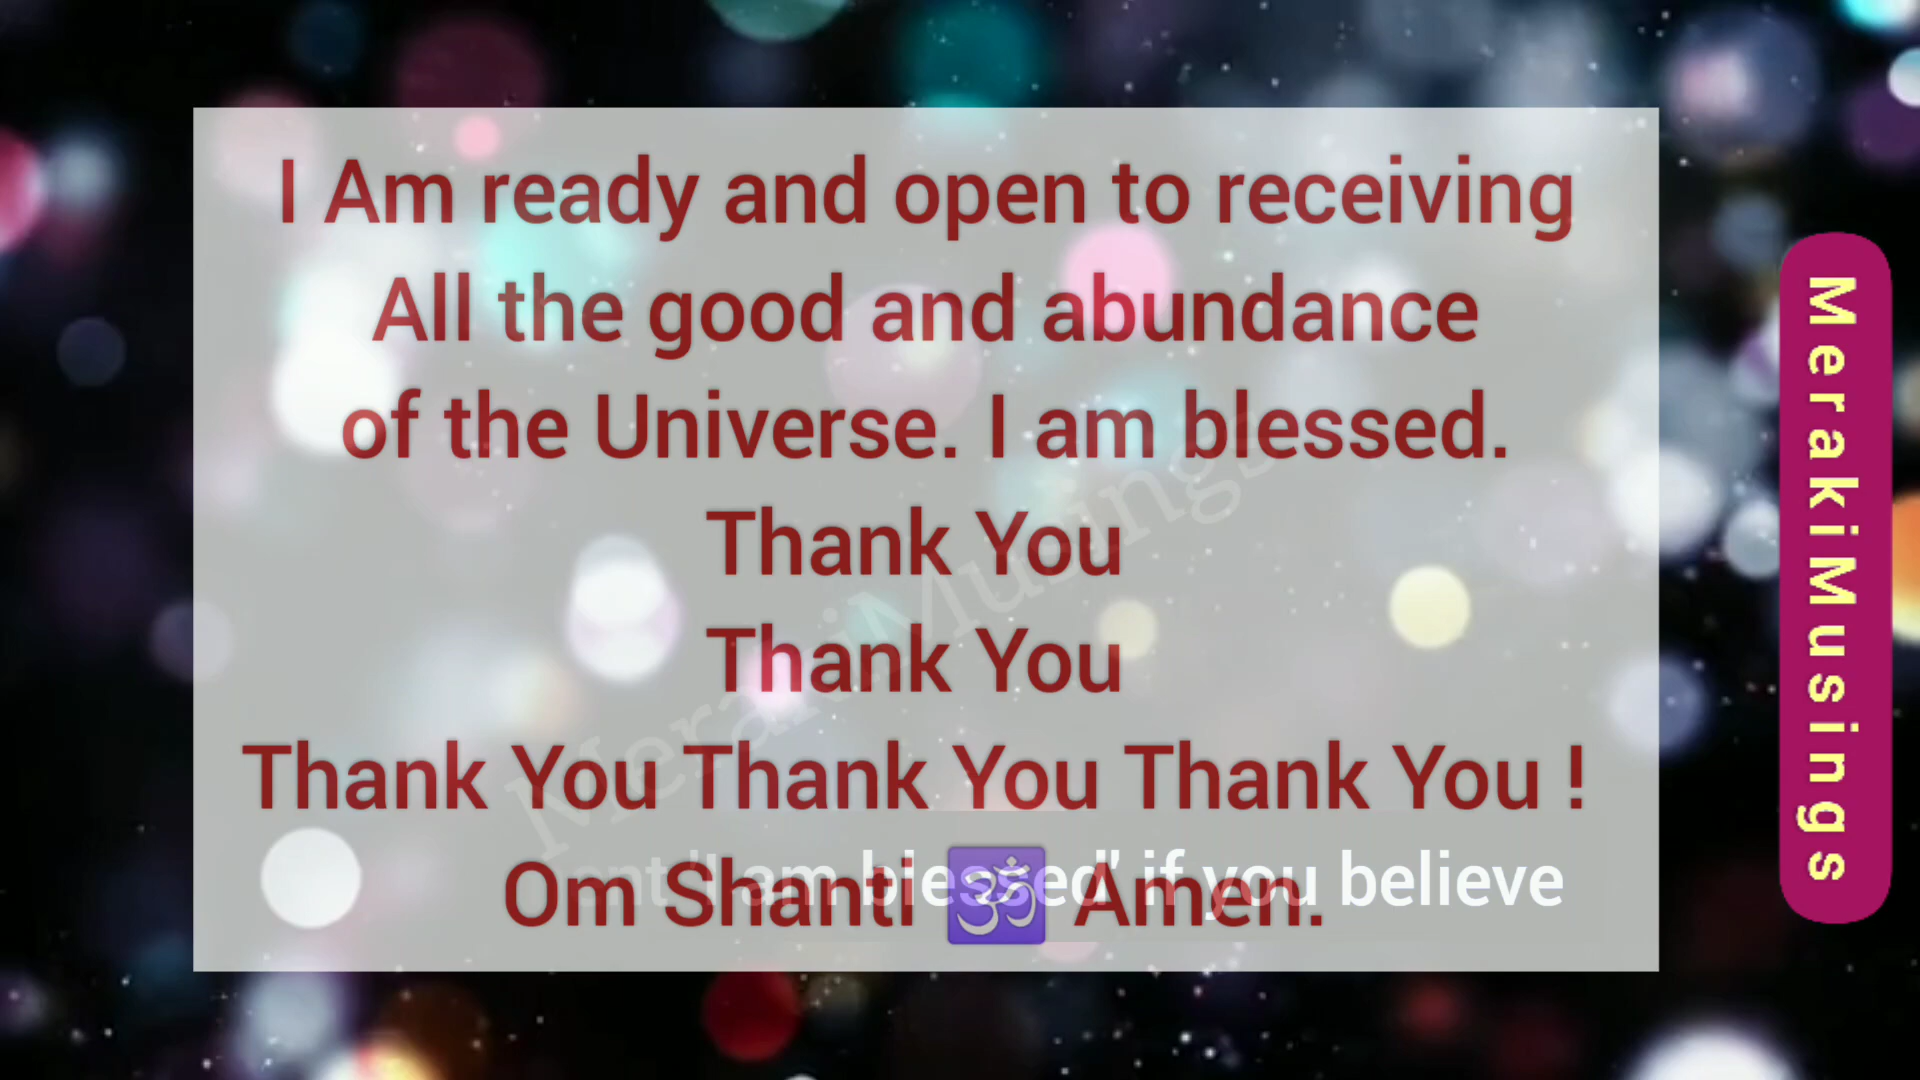 I Am ready and open to receiving
All the good and abundance
of the Universe. I am blessed.
Thank You
Thank You
Thank You Thank You Thank You !
Om Shanti 🕉 Amen.
"I am blessed" if you believe
MerakiMusings
MerakiMusings